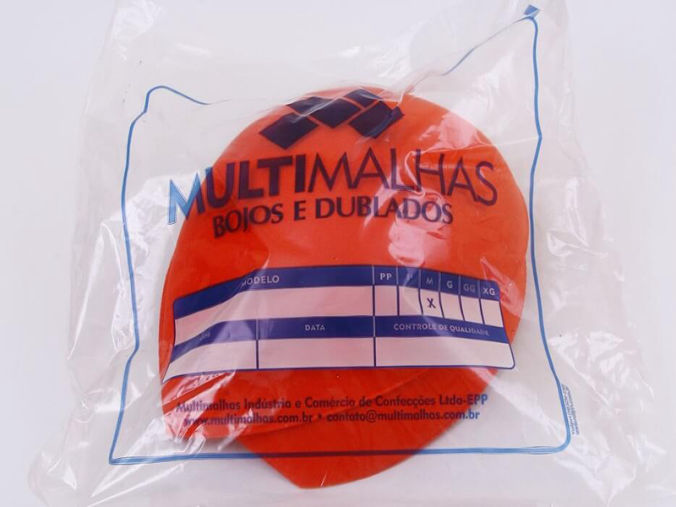 MULTIMALHAS
BOJOS E DUBLADOS
MODELO PP P M G GG XG
X
DATA CONTROLE DE QUALIDADE
Multimalhas Indústria e Comércio de Confecções Ltda-EPP
www.multimalhas.com.br • contato@multimalhas.com.br